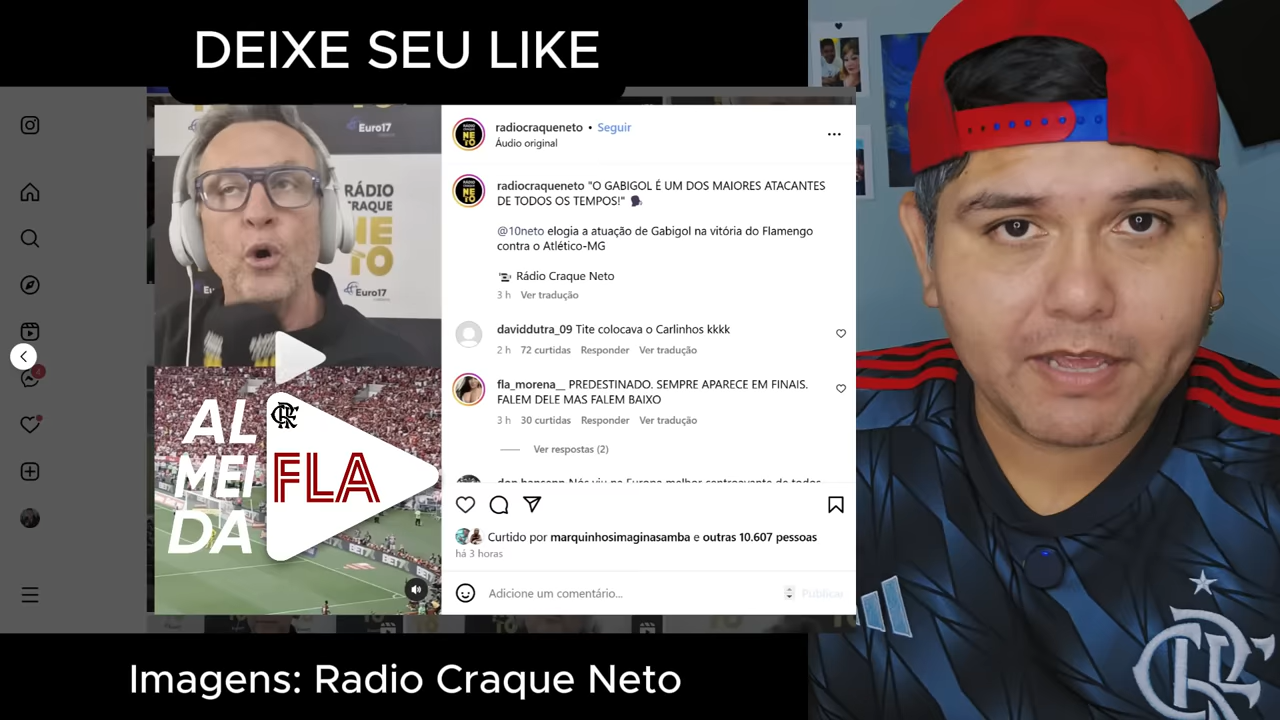 DEIXE SEU LIKE
Euro17
RÁDIO
CRAQUE
NE
TO
Euro17
AL
MEI
DA
FLA
radiocraqueneto • Seguir
Áudio original
radiocraqueneto "O GABIGOL É UM DOS MAIORES ATACANTES
DE TODOS OS TEMPOS!"
@10neto elogia a atuação de Gabigol na vitória do Flamengo
contra o Atlético-MG
Rádio Craque Neto
3 h Ver tradução
daviddutra_09 Tite colocava o Carlinhos kkkk
2 h 72 curtidas Responder Ver tradução
fla_morena__ PREDESTINADO. SEMPRE APARECE EM FINAIS.
FALEM DELE MAS FALEM BAIXO
3 h 30 curtidas Responder Ver tradução
Ver respostas (2)
Curtido por marquinhosimaginasamba e outras 10.607 pessoas
há 3 horas
Adicione um comentário...
Publicar
Imagens: Radio Craque Neto